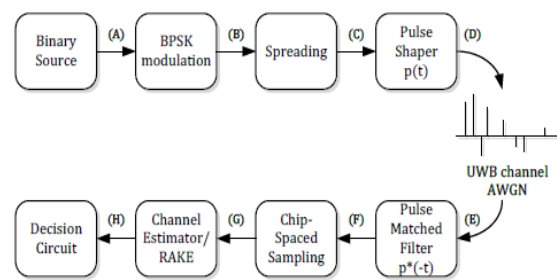 Binary
Source
(A)
BPSK
modulation
(B)
Spreading
(C)
Pulse
Shaper
p(t)
(D)
UWB channel
AWGN
(E)
Pulse
Matched
Filter
p*(-t)
(F)
Chip-
Spaced
Sampling
(G)
Channel
Estimator/
RAKE
(H)
Decision
Circuit